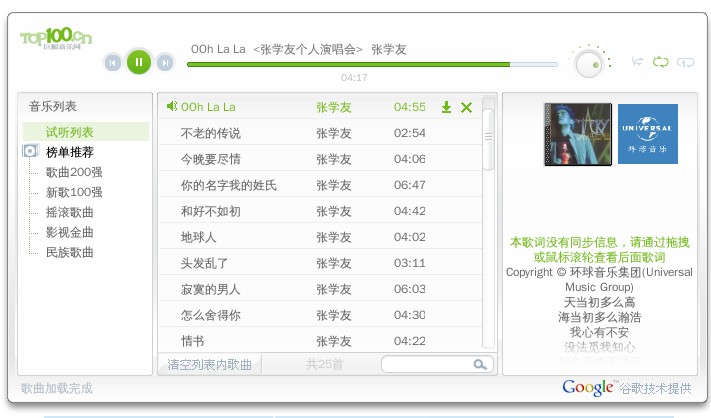 TOP100.cn
巨鲸音乐网
OOh La La <张学友个人演唱会> 张学友
04:17
音乐列表
试听列表
榜单推荐
歌曲200强
新歌100强
摇滚歌曲
影视金曲
民族歌曲
OOh La La 张学友 04:55
不老的传说 张学友 02:54
今晚要尽情 张学友 04:06
你的名字我的姓氏 张学友 06:47
和好不如初 张学友 04:42
地球人 张学友 04:02
头发乱了 张学友 03:11
寂寞的男人 张学友 06:03
怎么舍得你 张学友 04:30
情书 张学友 04:22
清空列表内歌曲 共25首
UNIVERSAL
环球音乐
本歌词没有同步信息，请通过拖拽
或鼠标滚轮查看后面歌词
Copyright © 环球音乐集团(Universal
Music Group)
天当初多么高
海当初多么瀚浩
我心有不安
没法觅我知心
歌曲加载完成
Google™ 谷歌技术提供